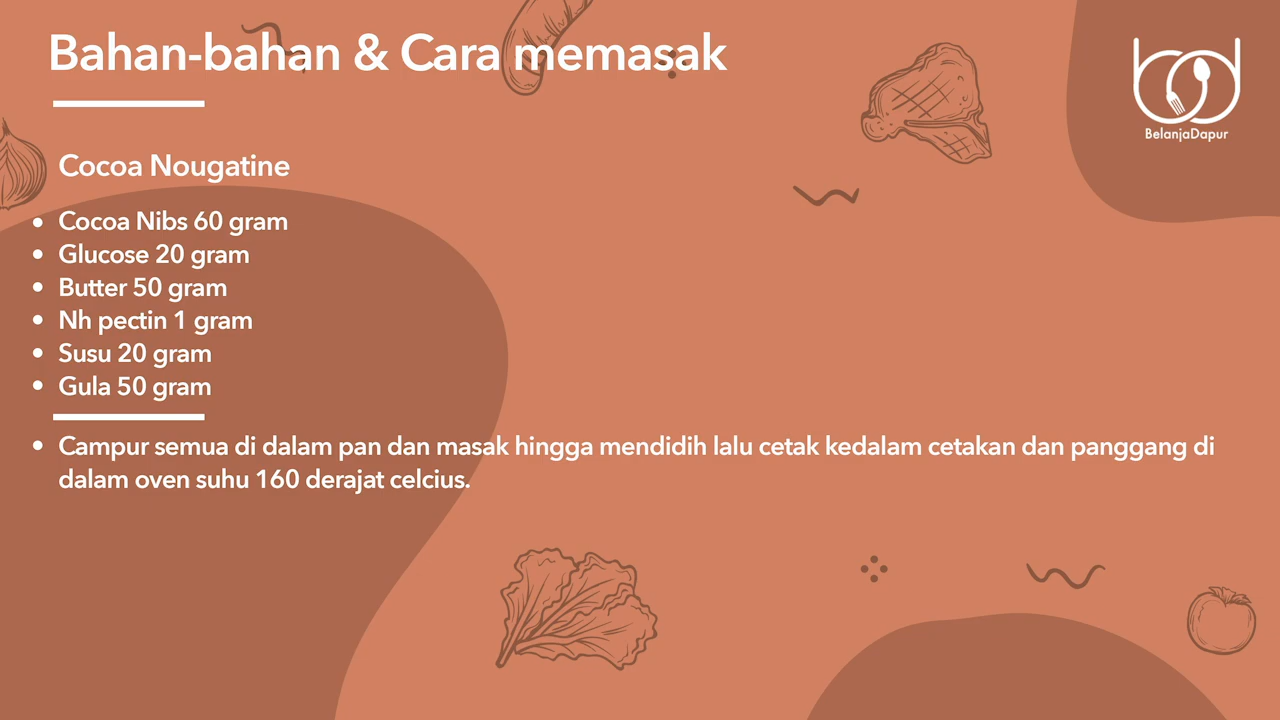 Bahan-bahan & Cara memasak
BelanjaDapur
Cocoa Nougatine
• Cocoa Nibs 60 gram
• Glucose 20 gram
• Butter 50 gram
• Nh pectin 1 gram
• Susu 20 gram
• Gula 50 gram
• Campur semua di dalam pan dan masak hingga mendidih lalu cetak kedalam cetakan dan panggang di
dalam oven suhu 160 derajat celcius.